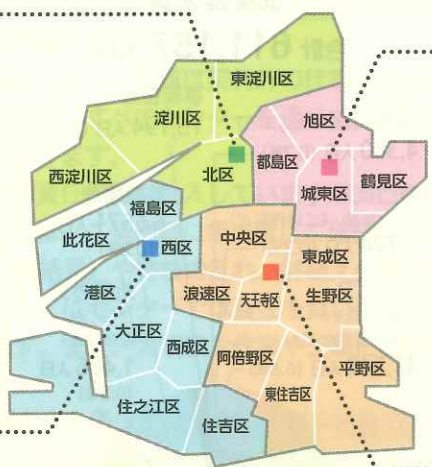 東淀川区
淀川区
旭区
西淀川区
北区
都島区
城東区
鶴見区
福島区
此花区
西区
中央区
東成区
港区
浪速区
天王寺区
生野区
大正区
西成区
阿倍野区
平野区
住之江区
住吉区
東住吉区